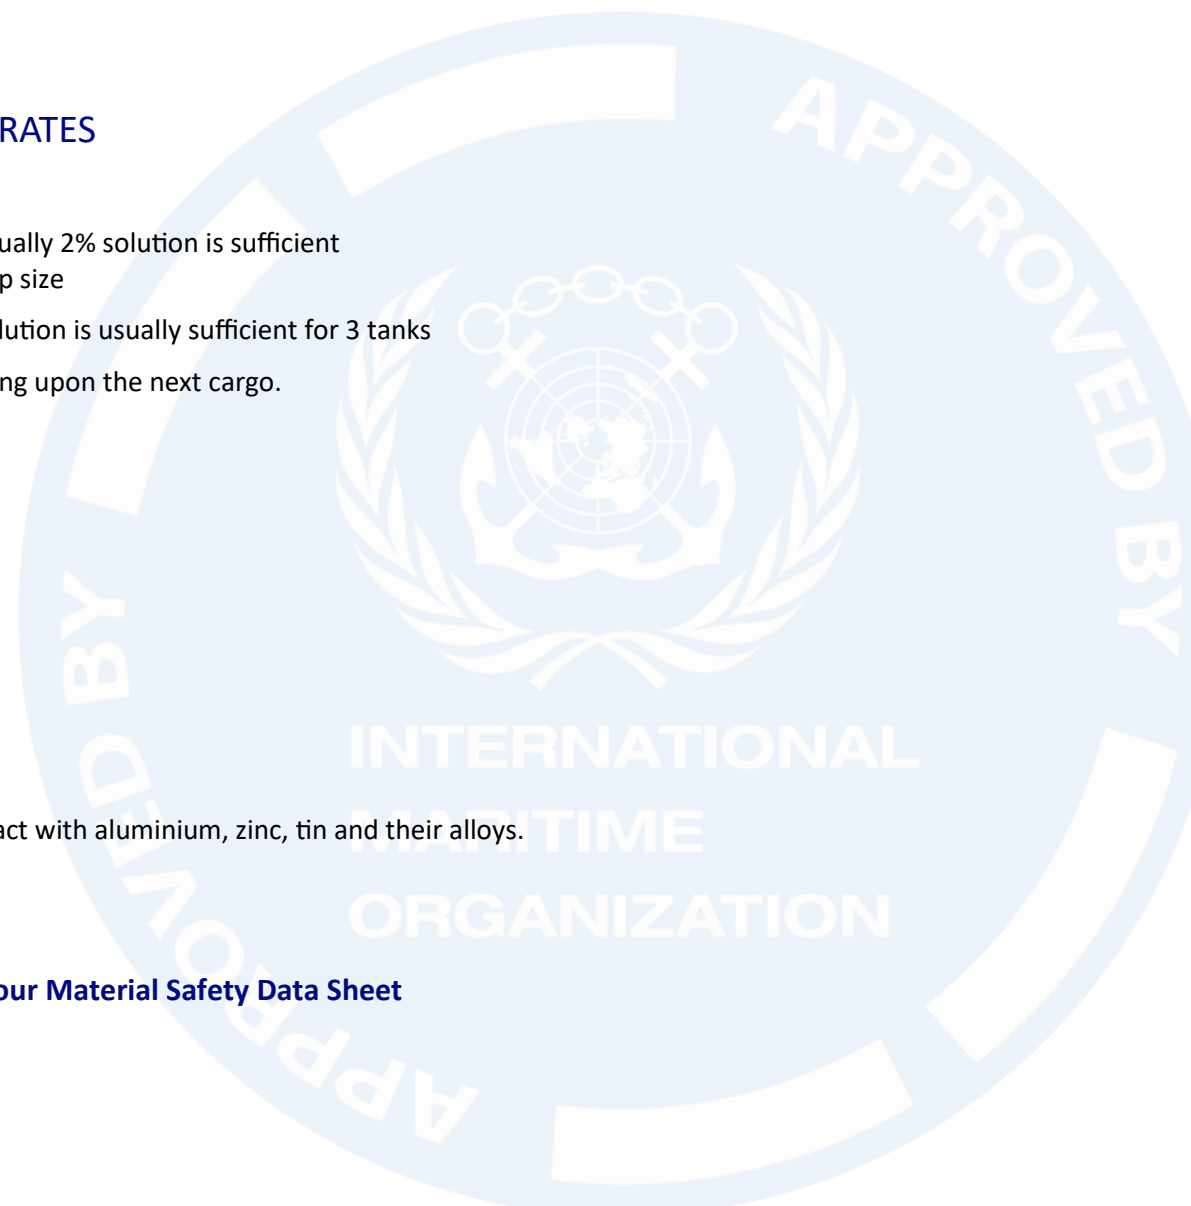 RATES
ually 2% solution is sufficient
p size
lution is usually sufficient for 3 tanks
ing upon the next cargo.
act with aluminium, zinc, tin and their alloys.
our Material Safety Data Sheet
APPROVED BY
INTERNATIONAL
MARITIME
ORGANIZATION
APPROVED BY